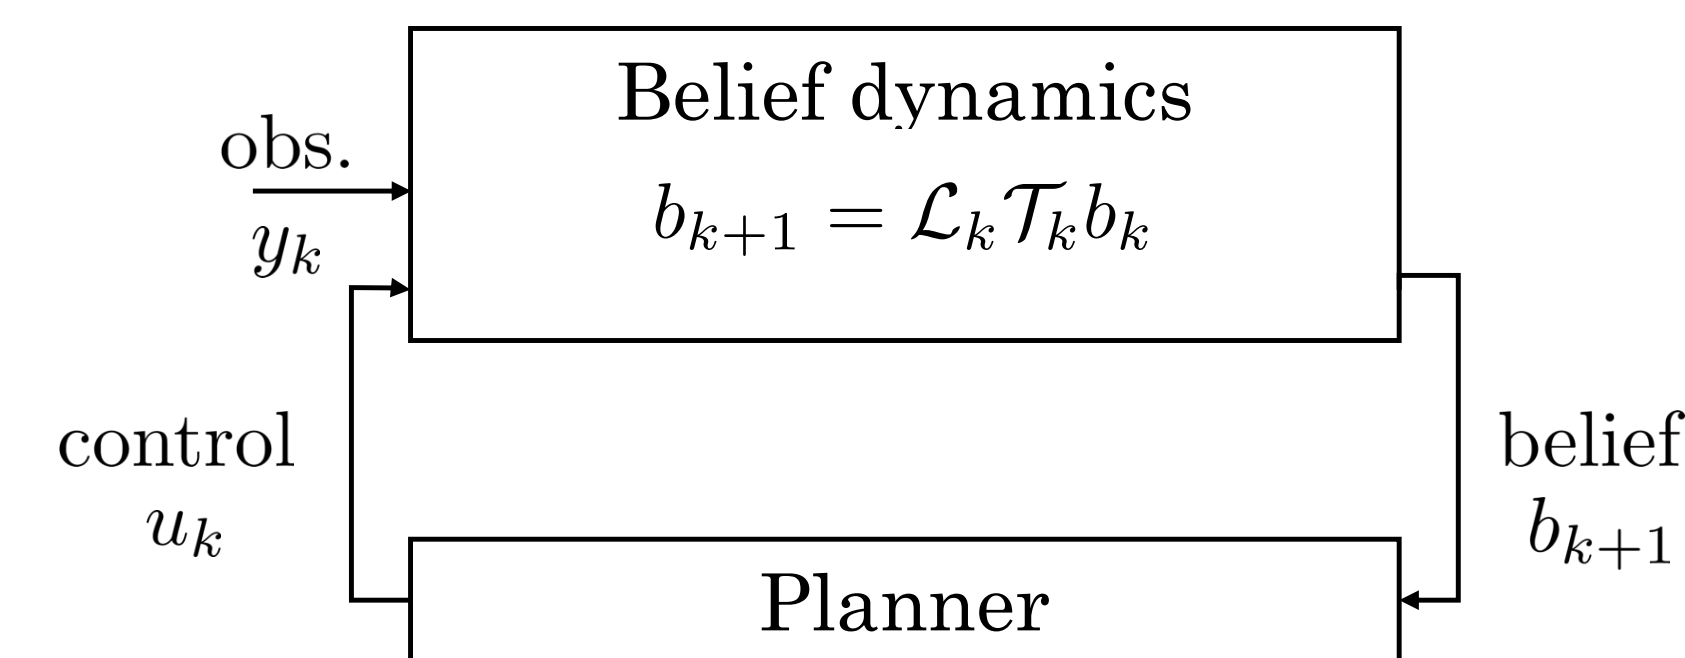 Belief dynamics
obs.
b_{k+1} = \mathcal{L}_k \mathcal{T}_k b_k
y_k
control
u_k
belief
b_{k+1}
Planner